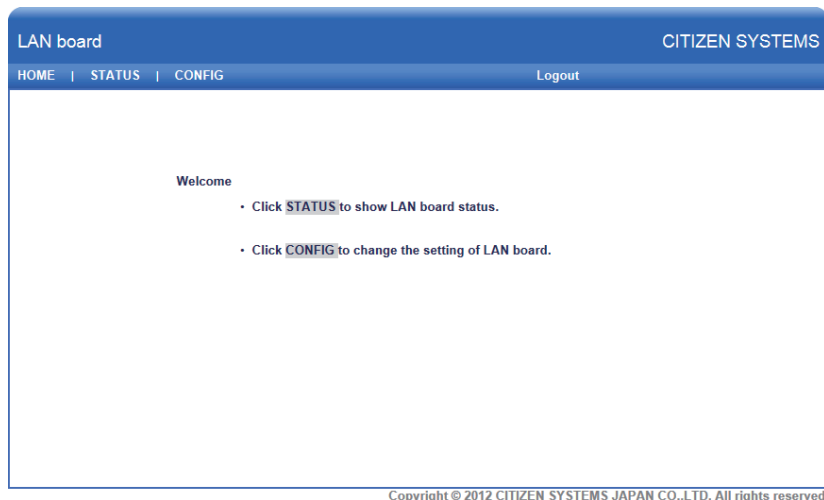 LAN board CITIZEN SYSTEMS
HOME | STATUS | CONFIG Logout
Welcome
・ Click STATUS to show LAN board status.
・ Click CONFIG to change the setting of LAN board.
Copyright © 2012 CITIZEN SYSTEMS JAPAN CO.,LTD. All rights reserved